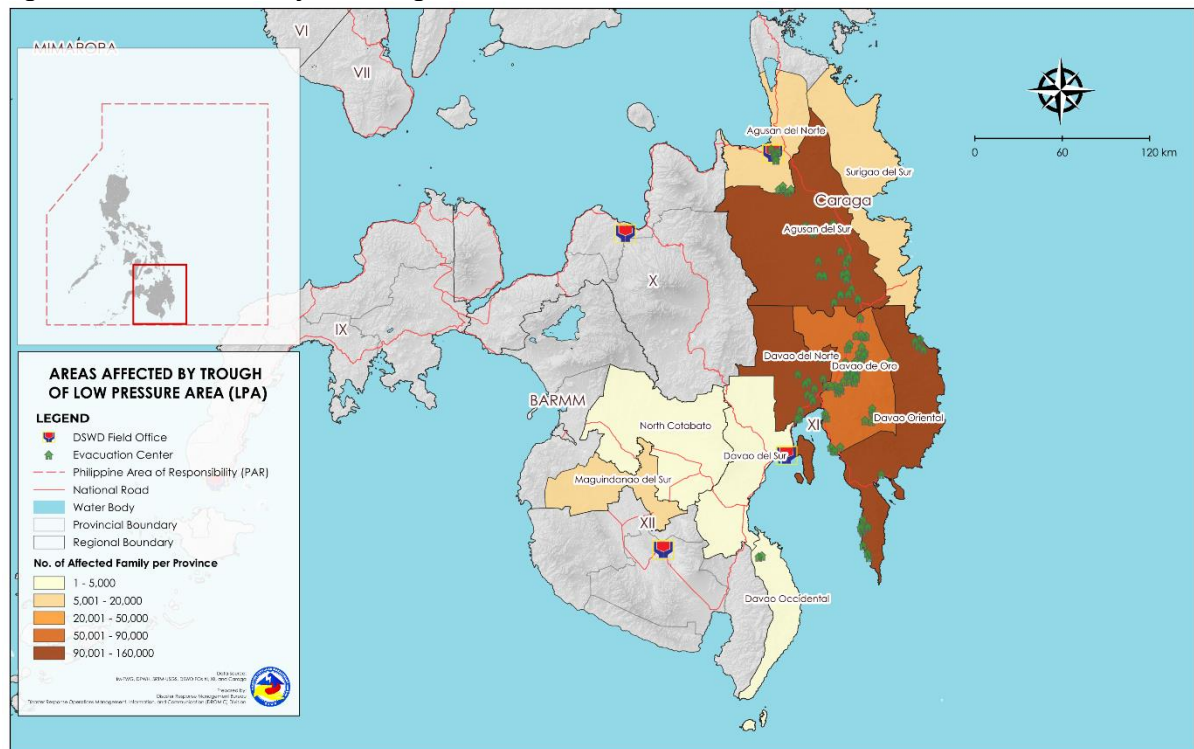 MIMAROPA
VI
VII
Agusan del Norte
0 60 120 km
Surigao del Sur
Caraga
Agusan del Sur
X
IX
Davao del Norte
Davao de Oro
BARMM
Davao Oriental
North Cotabato
XI
Davao del Sur
Maguindanao del Sur
XII
Davao Occidental
AREAS AFFECTED BY TROUGH
OF LOW PRESSURE AREA (LPA)
LEGEND
DSWD Field Office
Evacuation Center
Philippine Area of Responsibility (PAR)
National Road
Water Body
Provincial Boundary
Regional Boundary
No. of Affected Family per Province
1 - 5,000
5,001 - 20,000
20,001 - 50,000
50,001 - 90,000
90,001 - 160,000
Data Source:
Prepared by:
Disaster Response Management Bureau